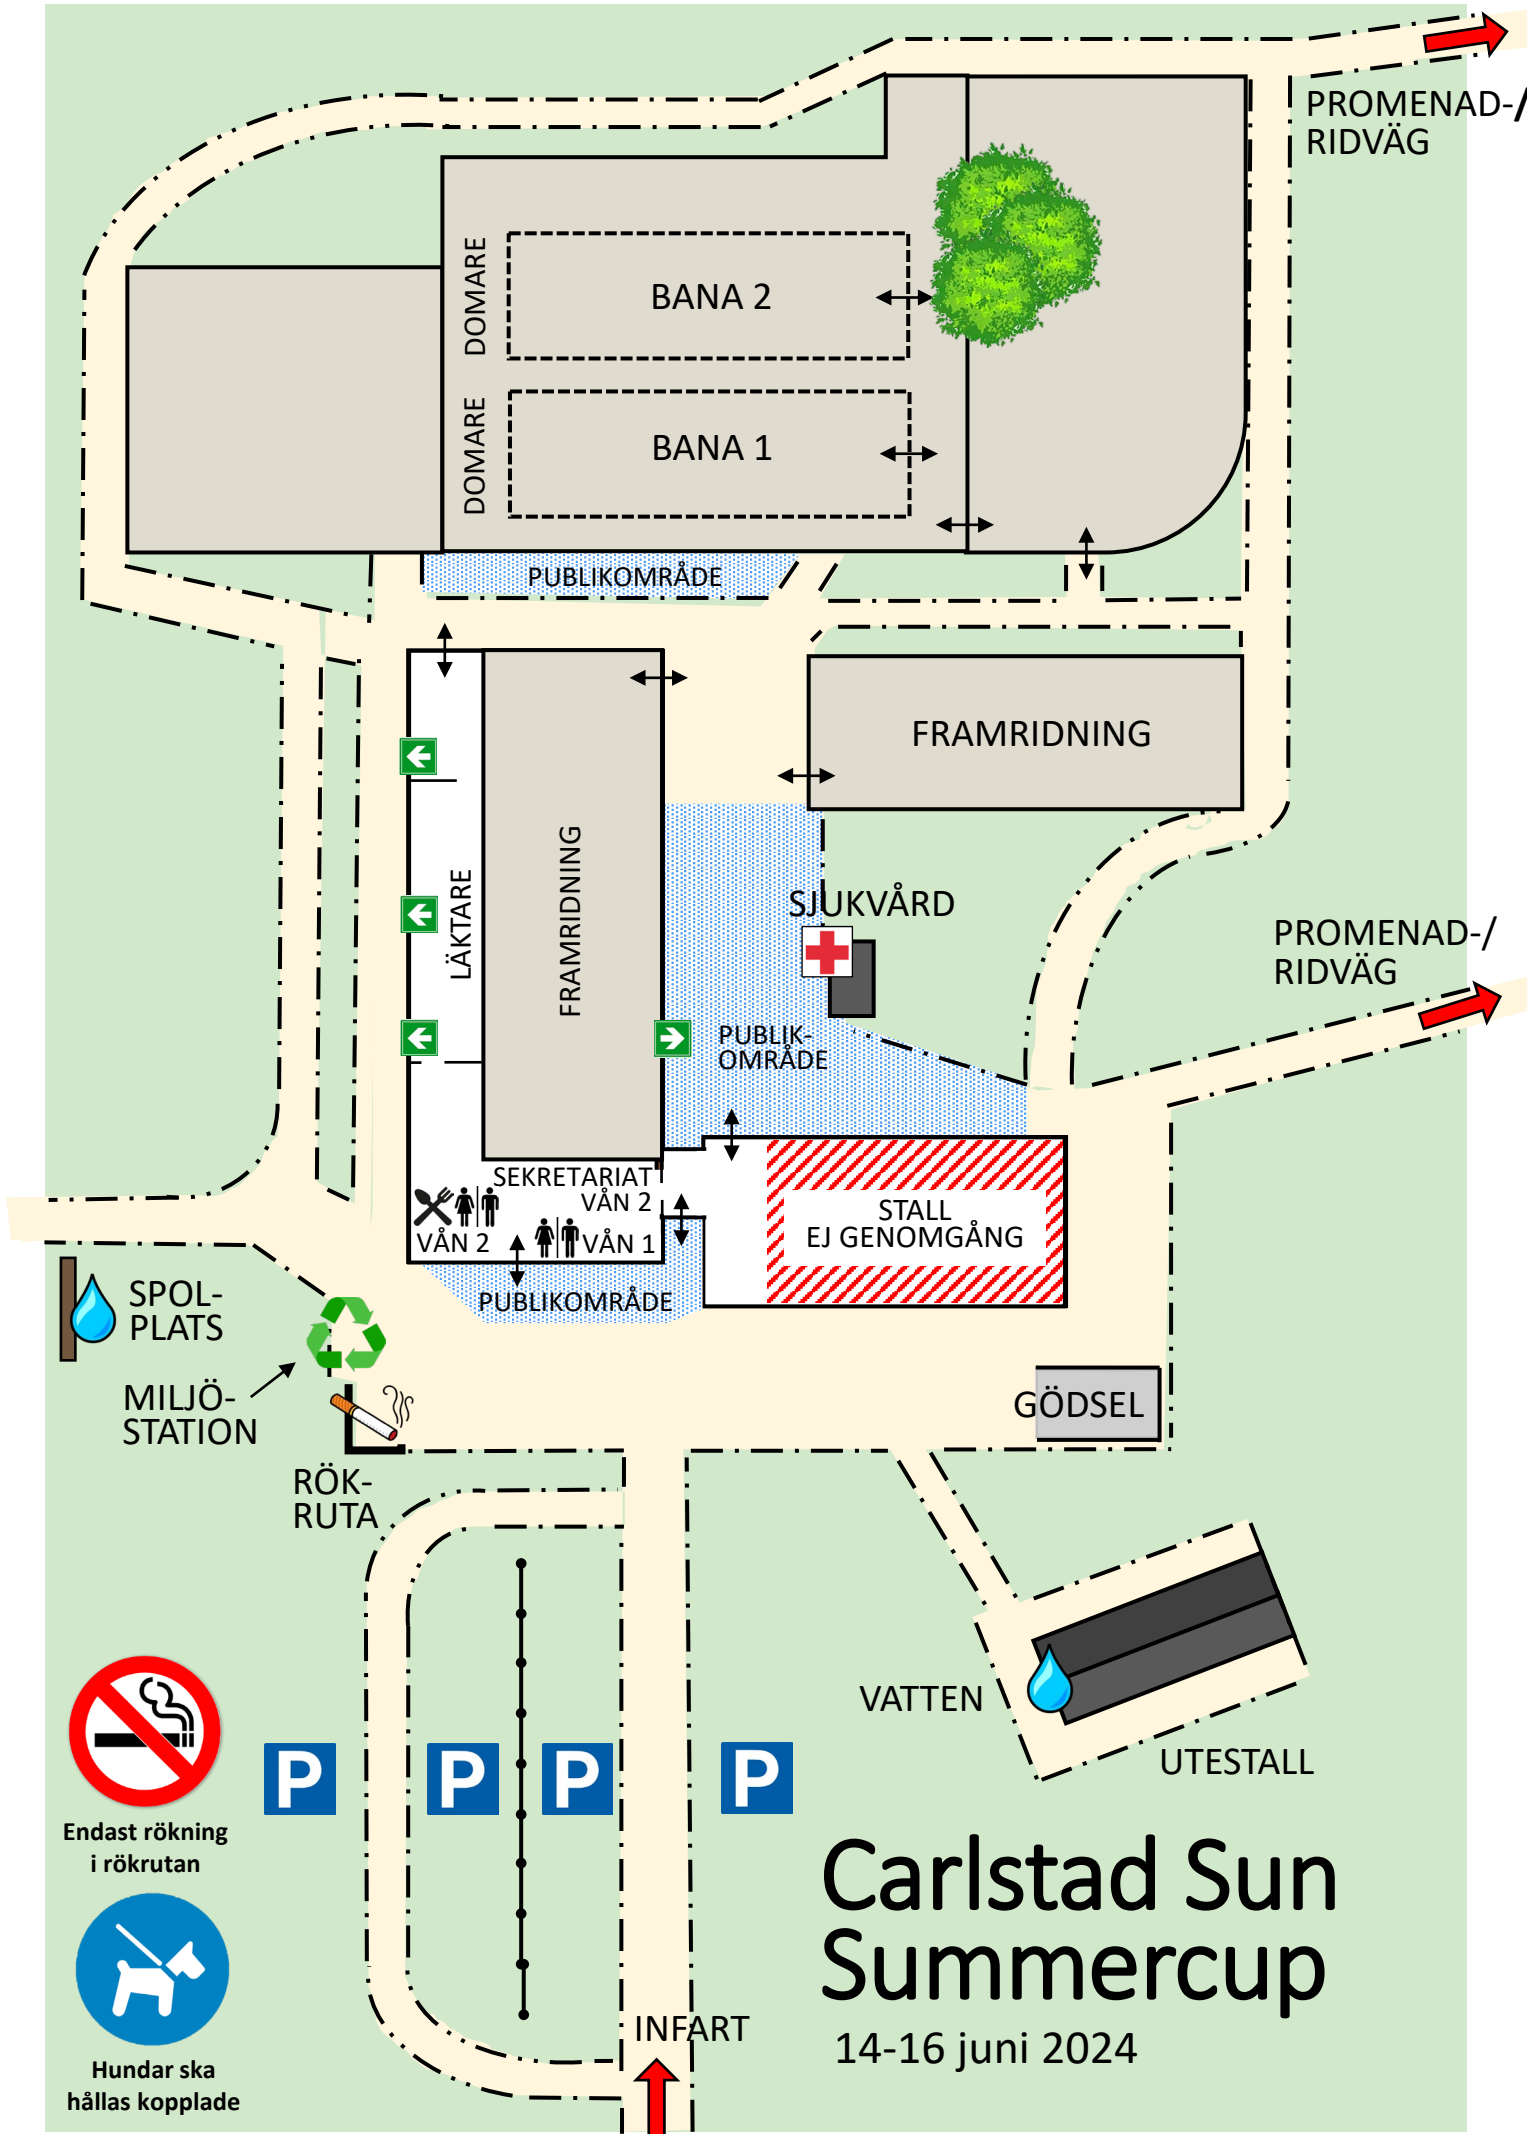 PROMENAD-/
RIDVÄG
DOMARE
BANA 2
DOMARE
BANA 1
PUBLIKOMRÅDE
FRAMRIDNING
FRAMRIDNING
LÄKTARE
SJUKVÅRD
PROMENAD-/
RIDVÄG
PUBLIK-
OMRÅDE
SEKRETARIAT
VÅN 2
VÅN 2
VÅN 1
STALL
EJ GENOMGÅNG
PUBLIKOMRÅDE
SPOL-
PLATS
MILJÖ-
STATION
GÖDSEL
RÖK-
RUTA
VATTEN
UTESTALL
P
P
P
P
Endast rökning
i rökrutan
Hundar ska
hållas kopplade
INFART
Carlstad Sun
Summercup
14-16 juni 2024